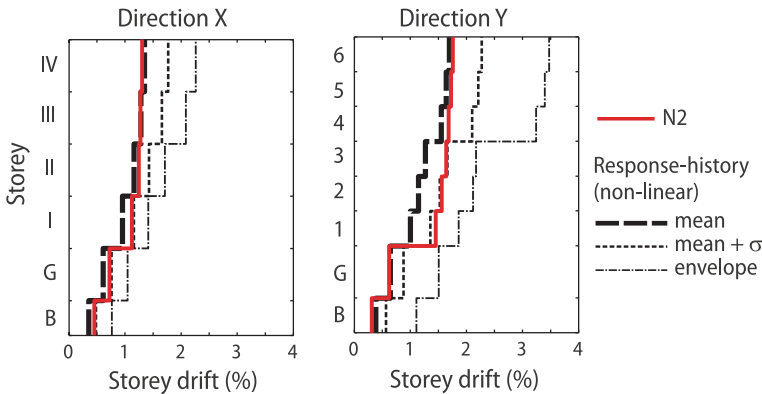 Direction X
Storey
IV
III
II
I
G
B
0 1 2 3 4
Storey drift (%)
Direction Y
6
5
4
3
2
1
G
B
0 1 2 3 4
Storey drift (%)
N2
Response-history
(non-linear)
mean
mean + σ
envelope